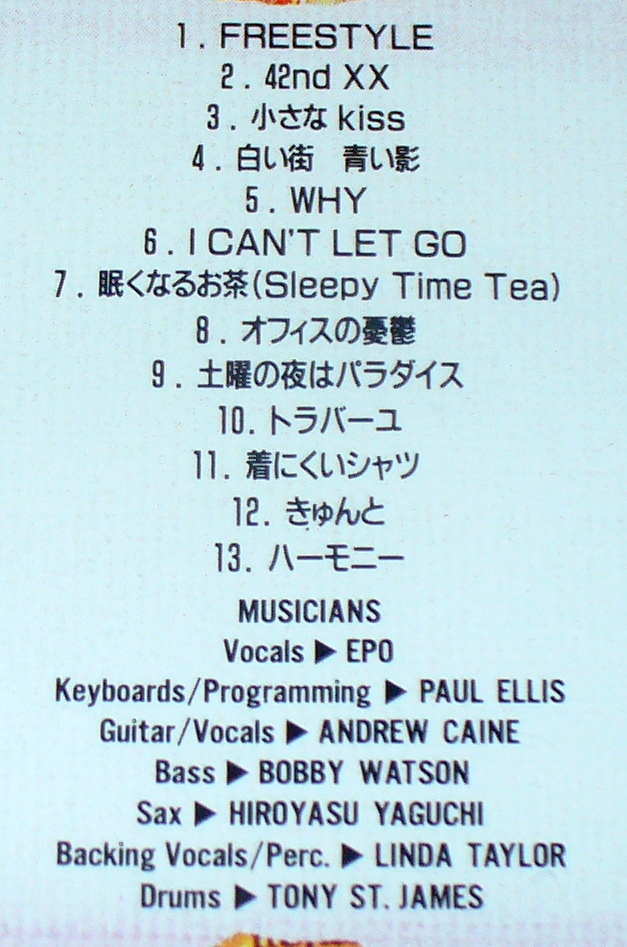 1. FREESTYLE
2. 42nd XX
3. 小さな kiss
4. 白い街　青い影
5. WHY
6. I CAN'T LET GO
7. 眠くなるお茶(Sleepy Time Tea)
8. オフィスの憂鬱
9. 土曜の夜はパラダイス
10. トラバーユ
11. 着にくいシャツ
12. きゅんと
13. ハーモニー
MUSICIANS
Vocals ▶ EPO
Keyboards/Programming ▶ PAUL ELLIS
Guitar/Vocals ▶ ANDREW CAINE
Bass ▶ BOBBY WATSON
Sax ▶ HIROYASU YAGUCHI
Backing Vocals/Perc. ▶ LINDA TAYLOR
Drums ▶ TONY ST. JAMES